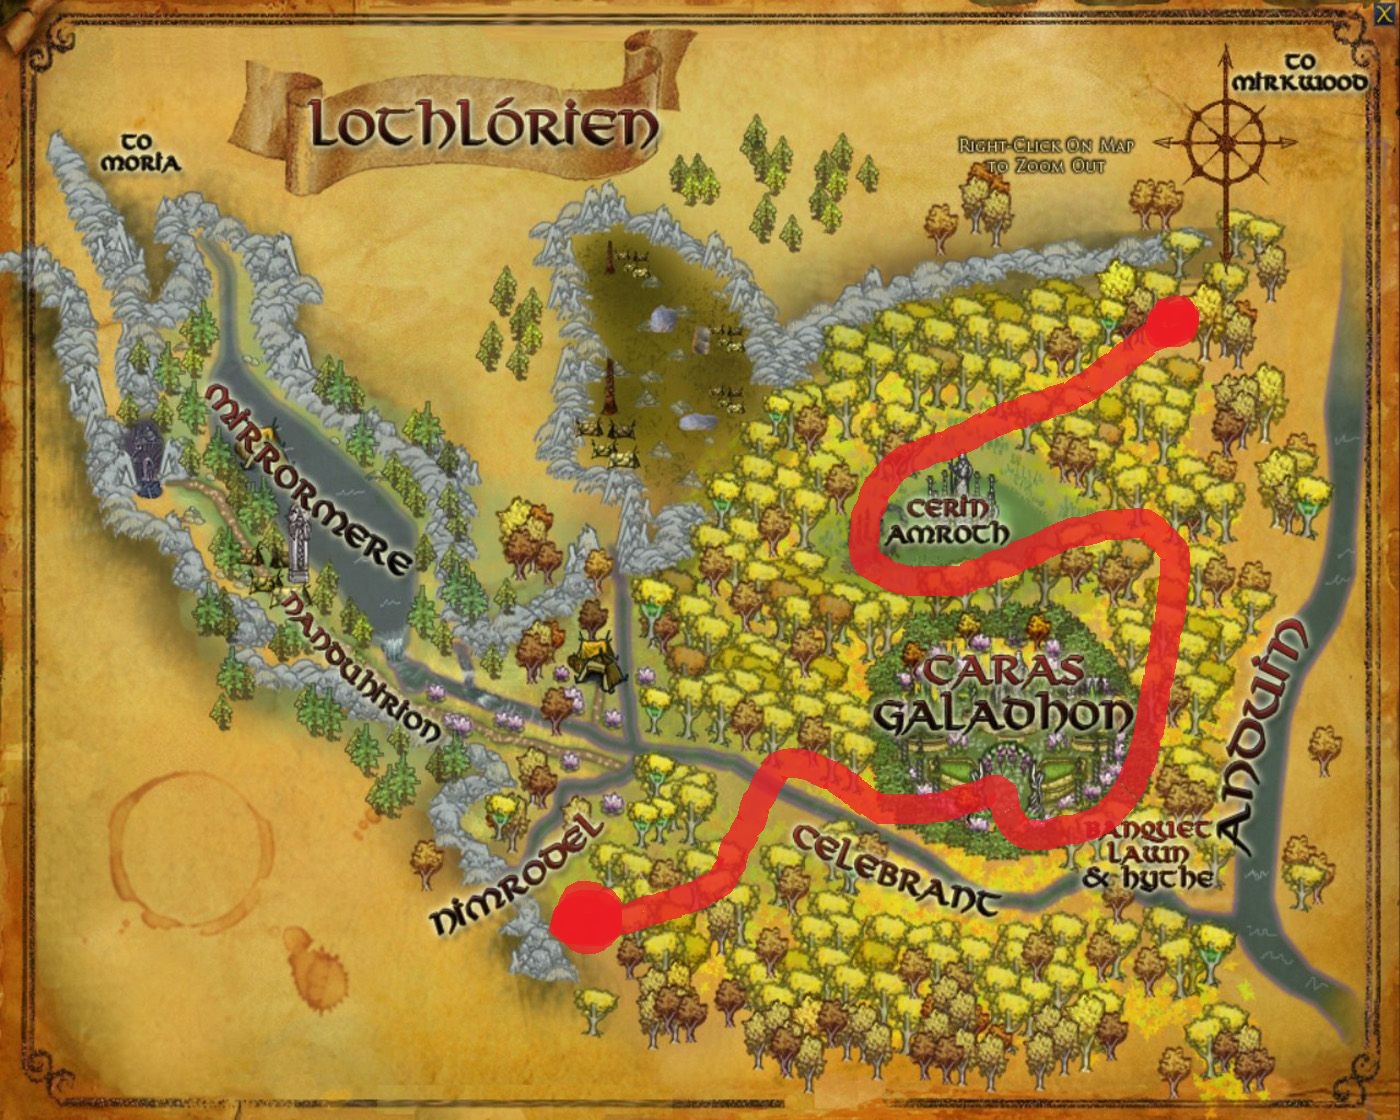 TO
MIRKWOOD
LOTHLÓRIEN
TO
MORIA
RIGHT-CLICK ON MAP
TO ZOOM OUT
MIRRORMERE
CERIN
AMROTH
NANDUHIRION
CARAS
GALADHON
ANDUIN
NIMRODEL
CELEBRANT
BANQUET
LAWN
& HYTHE